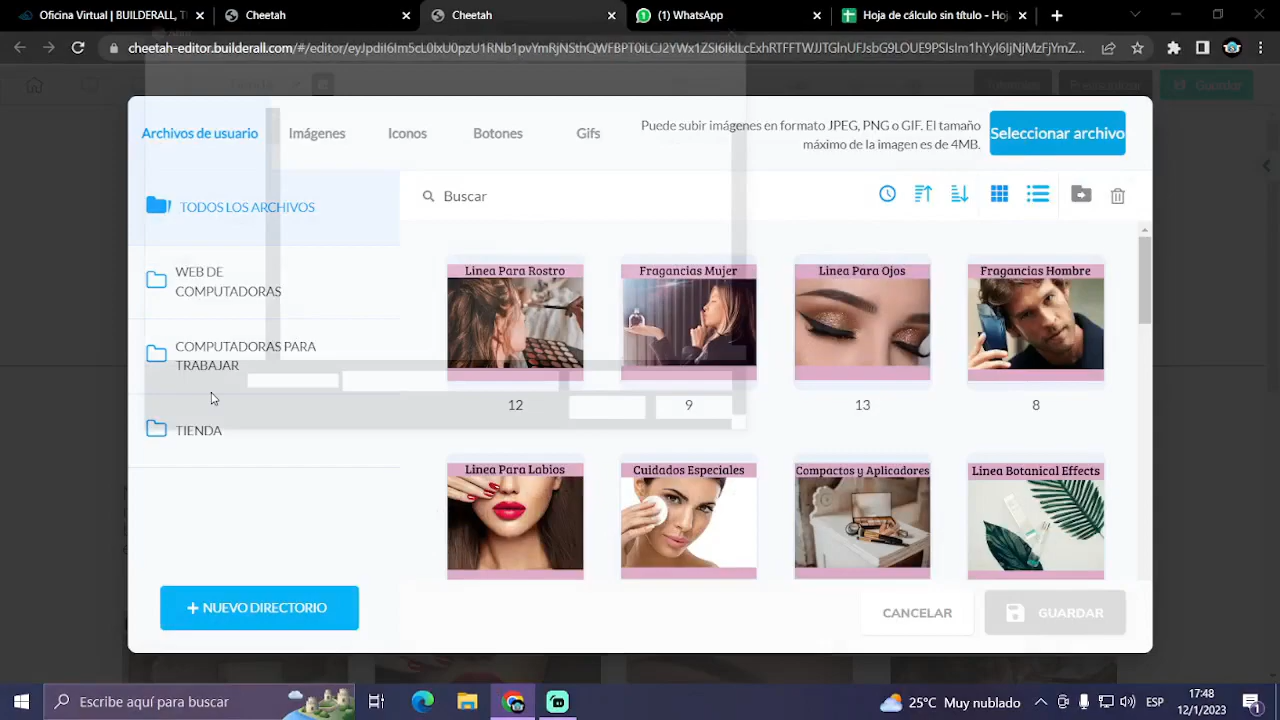 Oficina Virtual | BUILDERALL, T
Cheetah
Cheetah
(1) WhatsApp
Hoja de cálculo sin título - Hoj
cheetah-editor.builderall.com/#/editor/
Guardar
Archivos de usuario
Imágenes
Iconos
Botones
Gifs
Puede subir imágenes en formato JPEG, PNG o GIF. El tamaño
máximo de la imagen es de 4MB.
Seleccionar archivo
TODOS LOS ARCHIVOS
Buscar
WEB DE
COMPUTADORAS
COMPUTADORAS PARA
TRABAJAR
TIENDA
Linea Para Rostro
Fragancias Mujer
Linea Para Ojos
Fragancias Hombre
12
9
13
8
Linea Para Labios
Cuidados Especiales
Compactos y Aplicadores
Linea Botanical Effects
+ NUEVO DIRECTORIO
CANCELAR
GUARDAR
Escribe aquí para buscar
25°C Muy nublado
ESP
17:48
12/1/2023
1